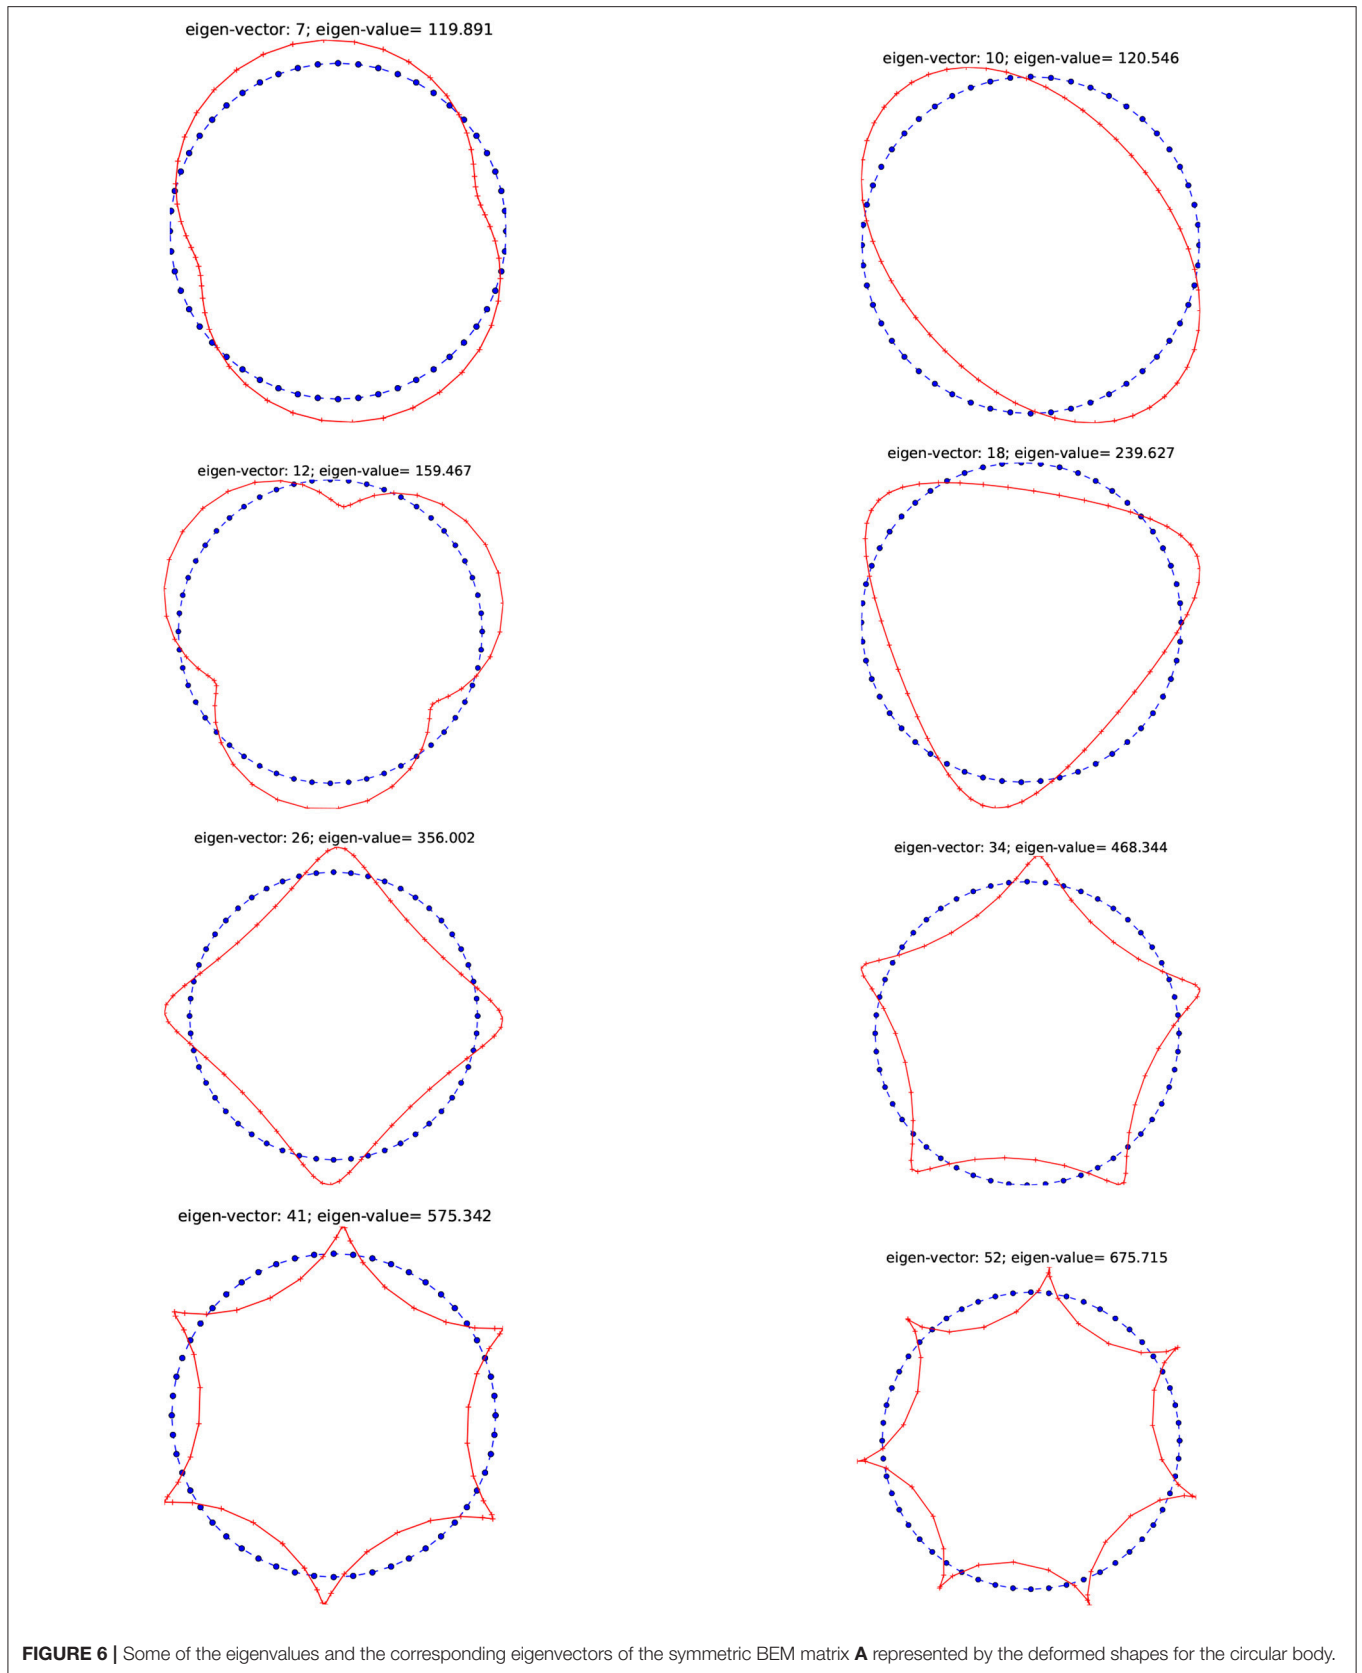 eigen-vector: 7; eigen-value= 119.891
eigen-vector: 10; eigen-value= 120.546
eigen-vector: 12; eigen-value= 159.467
eigen-vector: 18; eigen-value= 239.627
eigen-vector: 26; eigen-value= 356.002
eigen-vector: 34; eigen-value= 468.344
eigen-vector: 41; eigen-value= 575.342
eigen-vector: 52; eigen-value= 675.715
FIGURE 6 | Some of the eigenvalues and the corresponding eigenvectors of the symmetric BEM matrix A represented by the deformed shapes for the circular body.